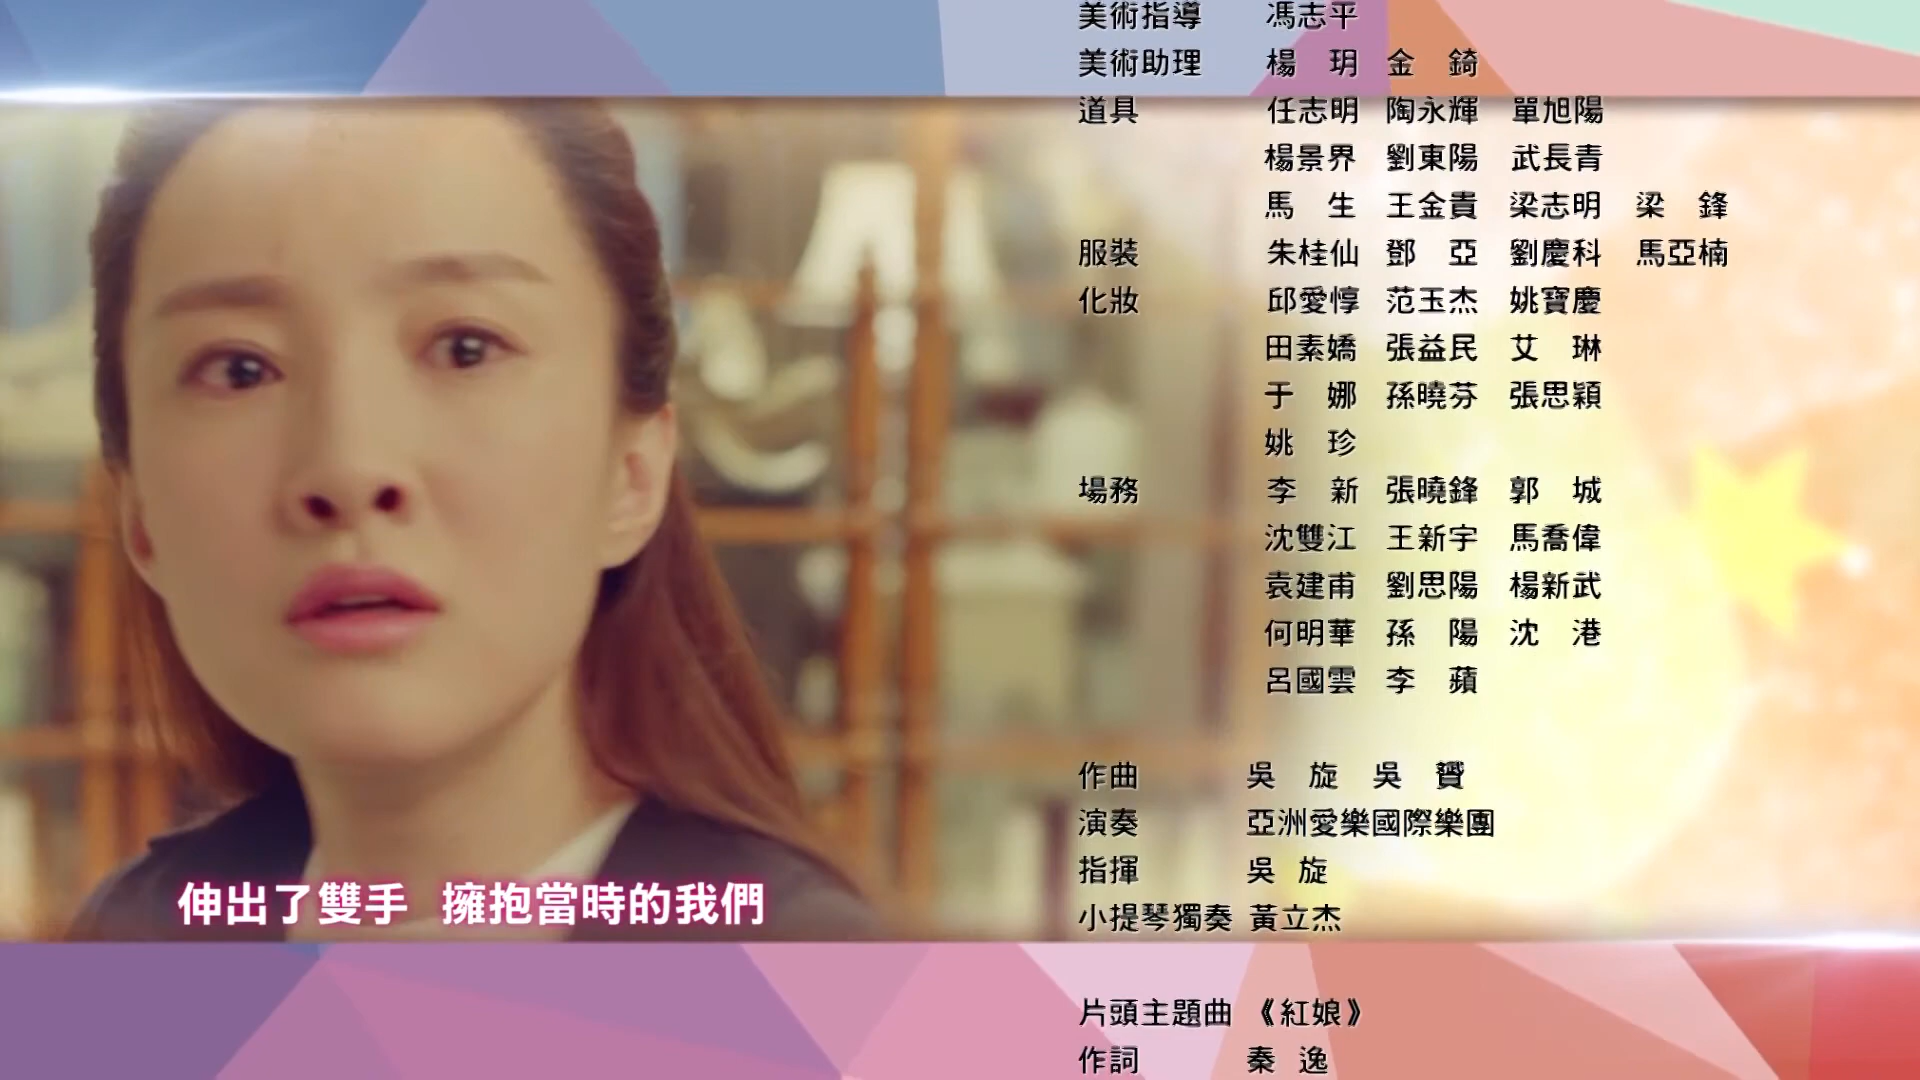 美術指導 馮志平
美術助理 楊 玥 金 錡
道具 任志明 陶永輝 單旭陽
楊景界 劉東陽 武長青
馬 生 王金貴 梁志明 梁 鋒
服裝 朱桂仙 鄧 亞 劉慶科 馬亞楠
化妝 邱愛惇 范玉杰 姚寶慶
田素嬌 張益民 艾 琳
于 娜 孫曉芬 張思穎
姚 珍
場務 李 新 張曉鋒 郭 城
沈雙江 王新宇 馬喬偉
袁建甫 劉思陽 楊新武
何明華 孫 陽 沈 港
呂國雲 李 蘋
作曲 吳 旋 吳 贇
演奏 亞洲愛樂國際樂團
指揮 吳 旋
小提琴獨奏 黃立杰
片頭主題曲 《紅娘》
作詞 秦 逸
伸出了雙手 擁抱當時的我們